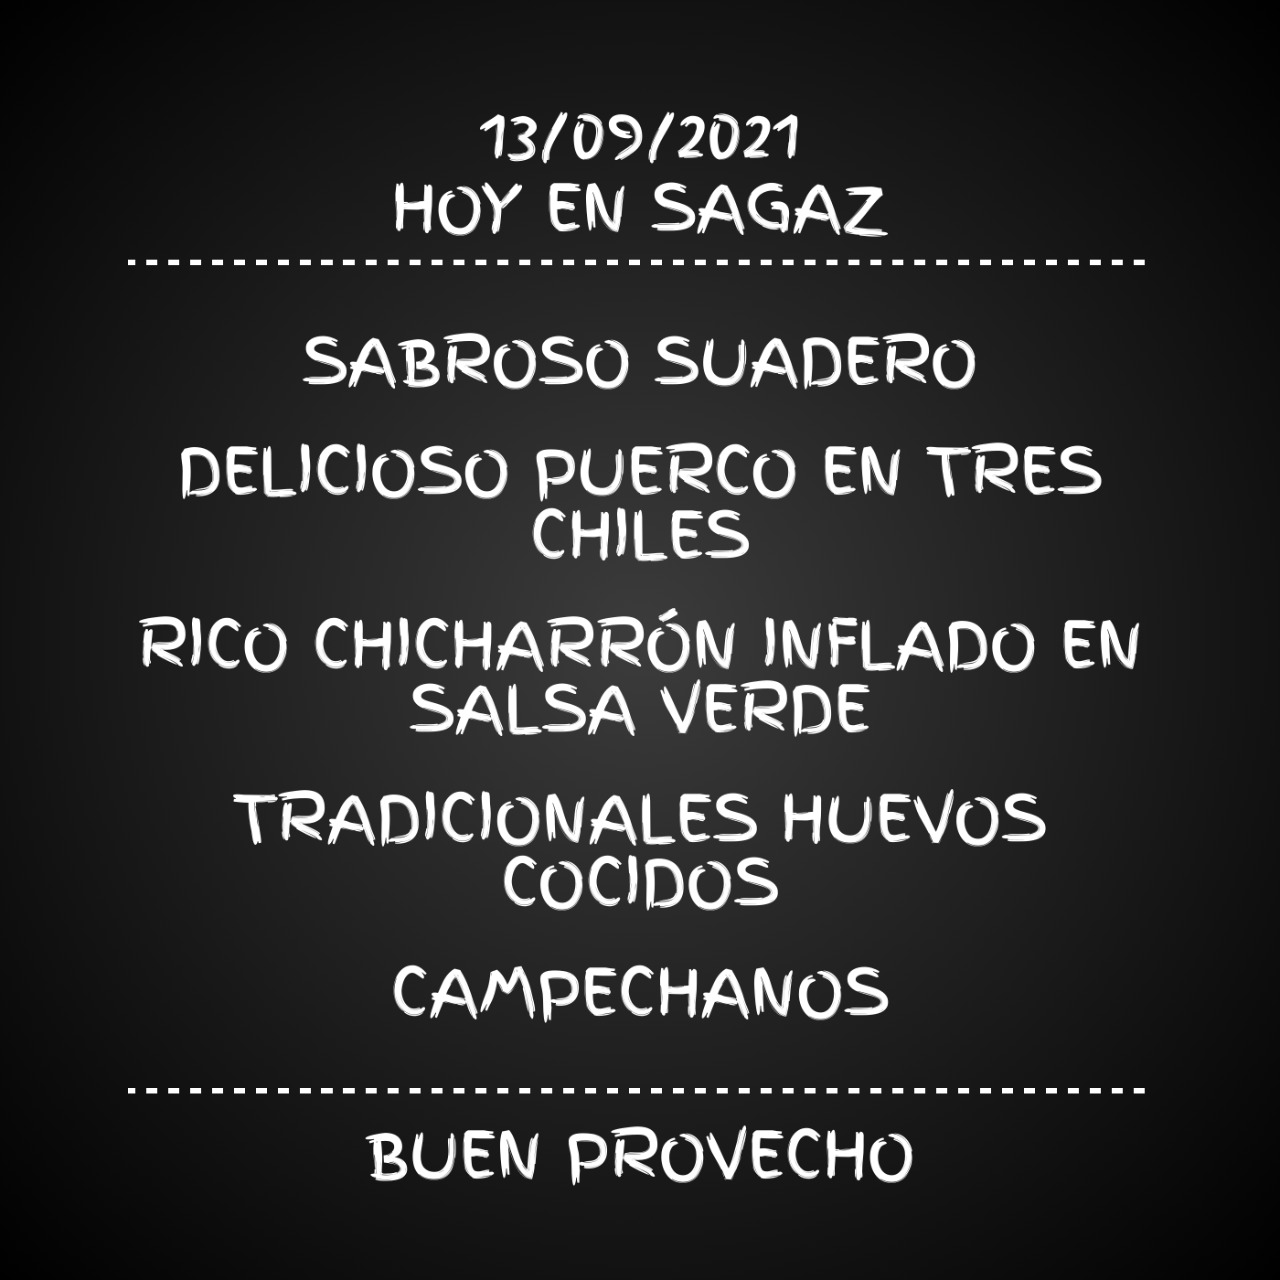 13/09/2021
HOY EN SAGAZ
SABROSO SUADERO
DELICIOSO PUERCO EN TRES
CHILES
RICO CHICHARRÓN INFLADO EN
SALSA VERDE
TRADICIONALES HUEVOS
COCIDOS
CAMPECHANOS
BUEN PROVECHO